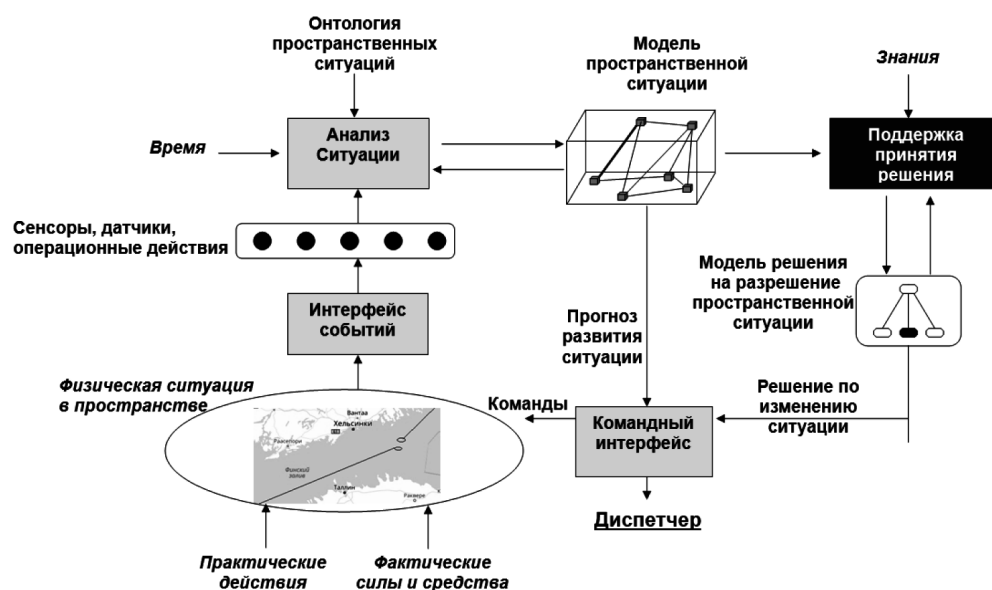 Онтология
пространственных
ситуаций
Модель
пространственной
ситуации
Знания
Время
Анализ
Ситуации
Поддержка
принятия
решения
Сенсоры, датчики,
операционные действия
Модель решения
на разрешение
пространственной
ситуации
Интерфейс
событий
Прогноз
развития
ситуации
Физическая ситуация
в пространстве
Команды
Командный
интерфейс
Решение по
изменению
ситуации
Вантаа
Хельсинки
Раасепори
Финский
залив
Таллин
Раквере
Диспетчер
Практические
действия
Фактические
силы и средства